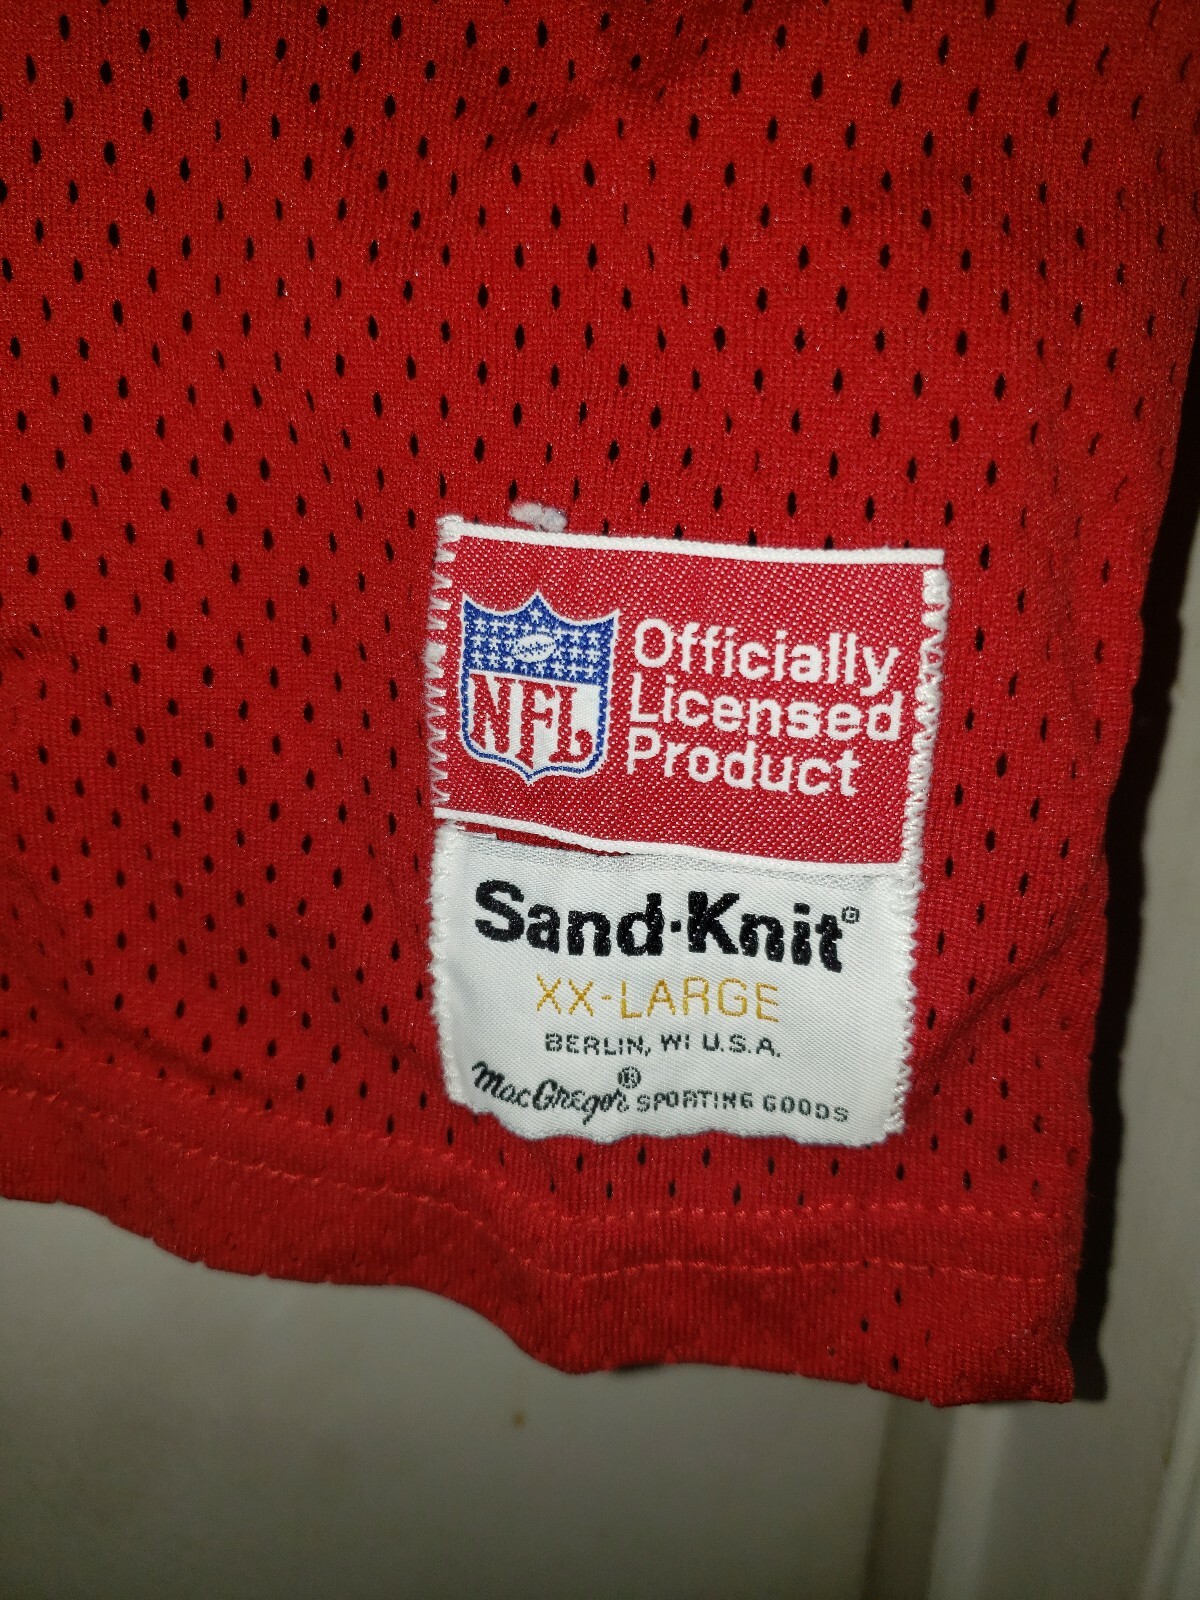 NFL
Officially
Licensed
Product
Sand·Knit®
XX-LARGE
BERLIN, WI U.S.A.
MacGregor® SPORTING GOODS